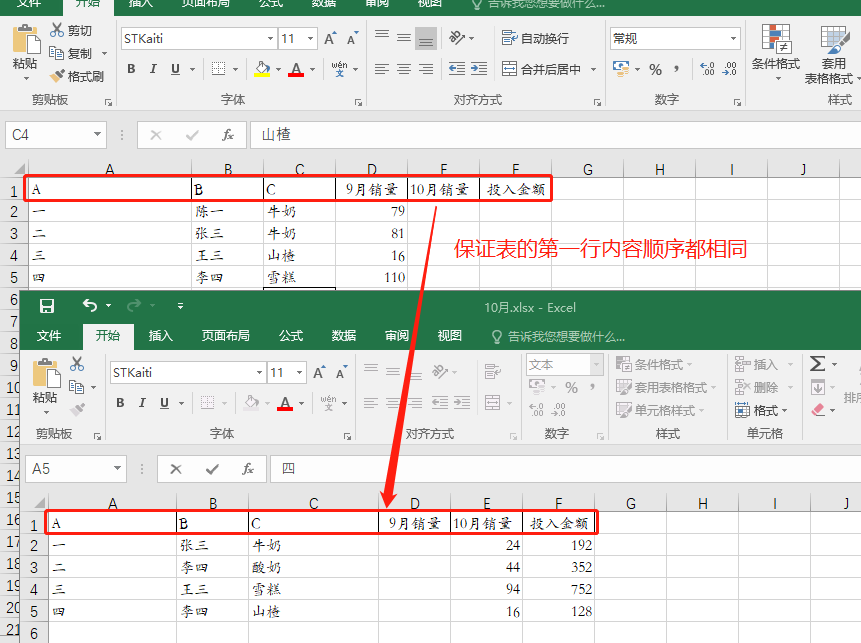 文件 开始 插入 页面布局 公式 数据 审阅 视图 告诉我您想要做什么...
剪切
复制
格式刷
粘贴
剪贴板
STKaiti 11 A A
B I U A wén 文
字体
自动换行
合并后居中
对齐方式
常规
% , .00 .0
数字
条件格式 套用
表格格式
样式
C4 fx 山楂
A B C D E F G H I J
1 A B C 9月销量 10月销量 投入金额
2 一 陈一 牛奶 79
3 二 张三 牛奶 81
4 三 王三 山楂 16
5 四 李四 雪糕 110
保证表的第一行内容顺序都相同
6
7
8
9
10
11
12
13
14
15
16
17
18
19
20
21
10月.xlsx - Excel
文件 开始 插入 页面布局 公式 数据 审阅 视图 告诉我您想要做什么...
粘贴
剪贴板
STKaiti 11 A A
B I U A wén 文
字体
对齐方式
文本
% ,
.00 .0
数字
条件格式
套用表格格式
单元格样式
样式
插入
删除
格式
单元格
Σ
A5 fx 四
A B C D E F G H I J
1 A B C 9月销量 10月销量 投入金额
2 一 张三 牛奶 24 192
3 二 李四 酸奶 44 352
4 三 王三 雪糕 94 752
5 四 李四 山楂 16 128
6